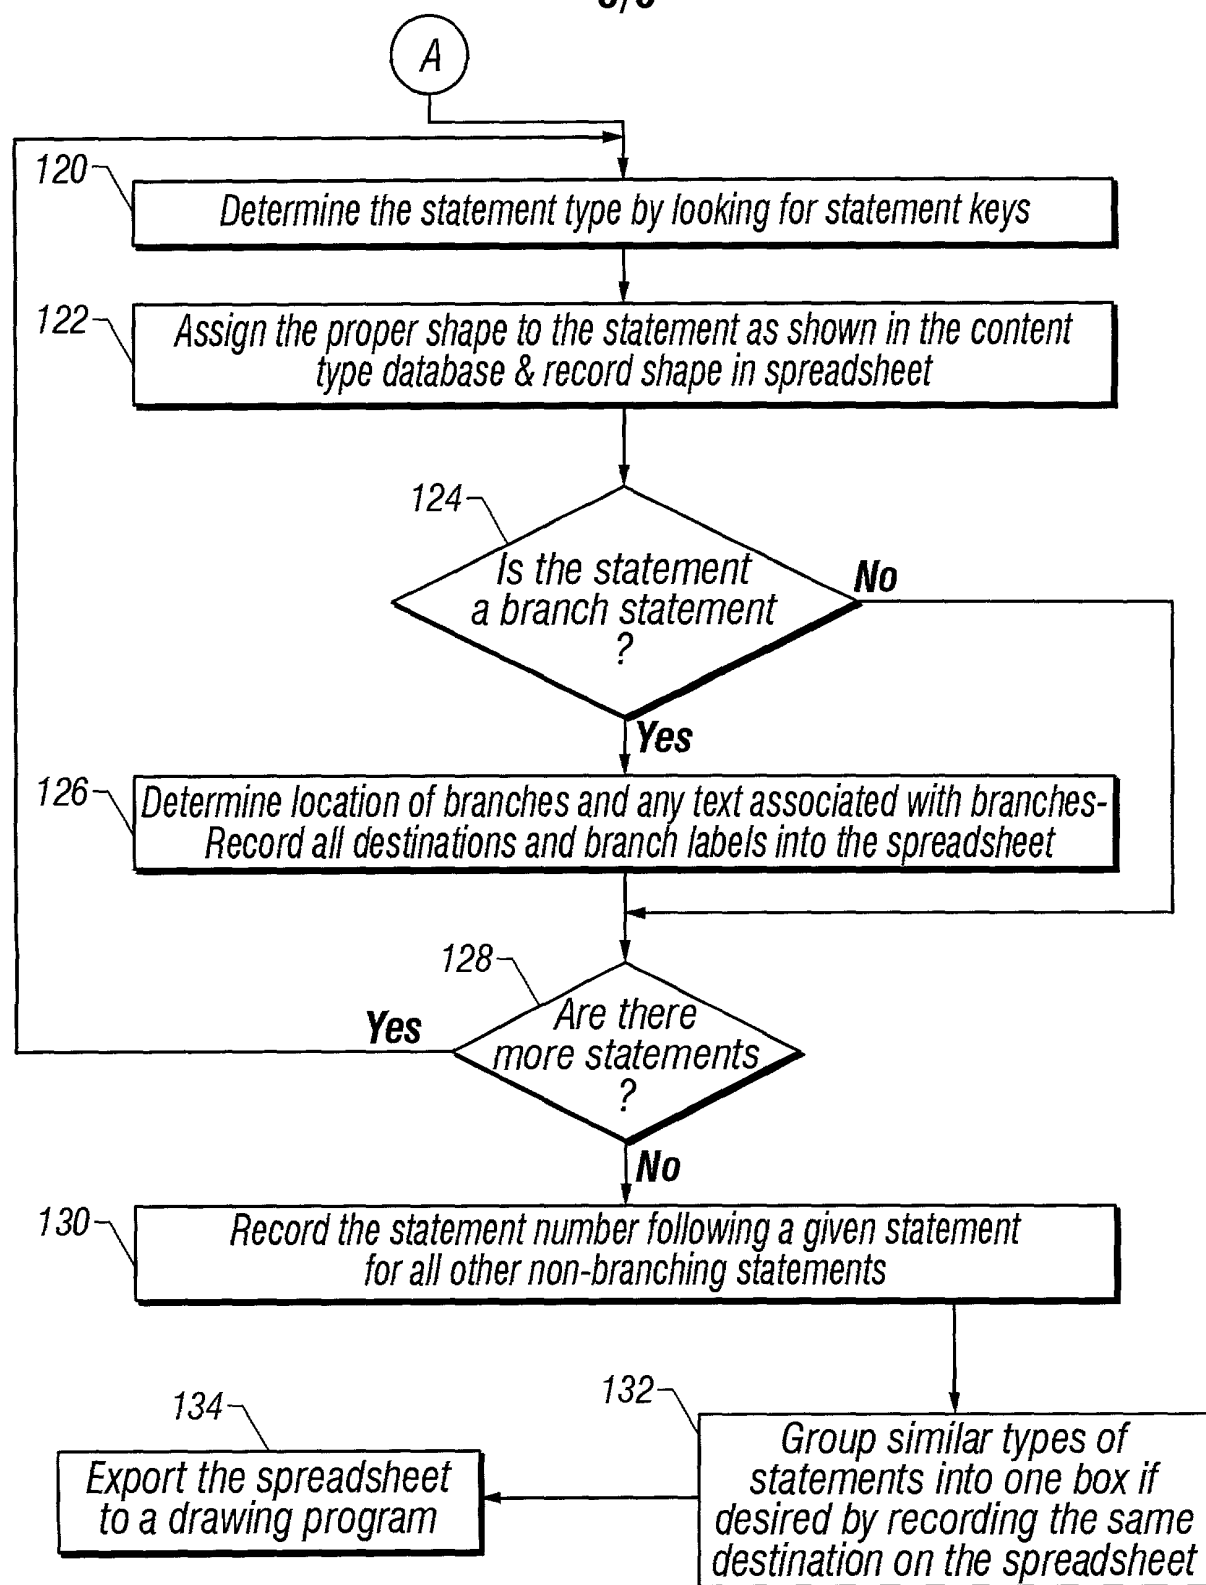 A
120
Determine the statement type by looking for statement keys
122
Assign the proper shape to the statement as shown in the content
type database & record shape in spreadsheet
124
Is the statement
a branch statement
?
No
Yes
126
Determine location of branches and any text associated with branches-
Record all destinations and branch labels into the spreadsheet
128
Are there
more statements
?
Yes
No
130
Record the statement number following a given statement
for all other non-branching statements
132
Group similar types of
statements into one box if
desired by recording the same
destination on the spreadsheet
134
Export the spreadsheet
to a drawing program